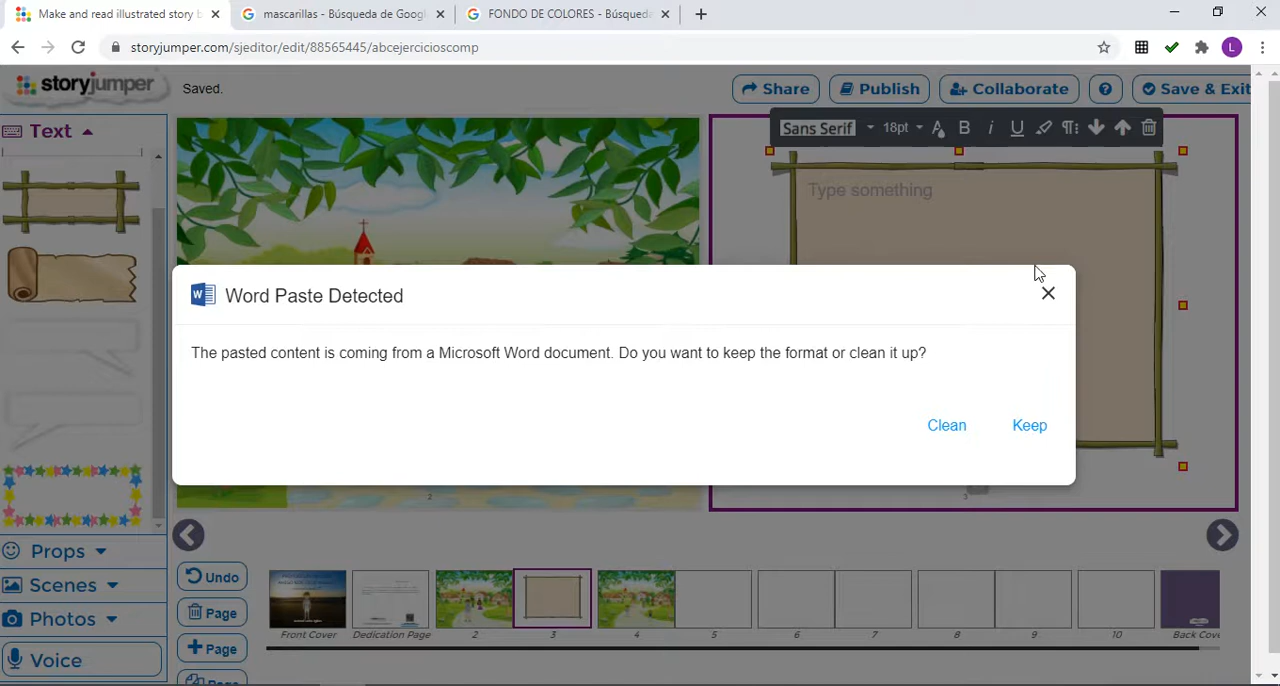 Make and read illustrated story b
mascarillas - Búsqueda de Googl
FONDO DE COLORES - Búsqued
storyjumper.com/sjeditor/edit/88565445/abcejercicioscomp
L
storyjumper
Saved.
Share
Publish
Collaborate
?
Save & Exit
Text
Sans Serif
18pt
B
i
U
Type something
W
Word Paste Detected
The pasted content is coming from a Microsoft Word document. Do you want to keep the format or clean it up?
Clean
Keep
2
3
Props
Scenes
Photos
Voice
Undo
Page
Page
Front Cover
Dedication Page
2
3
4
5
6
7
8
9
10
Back Cove